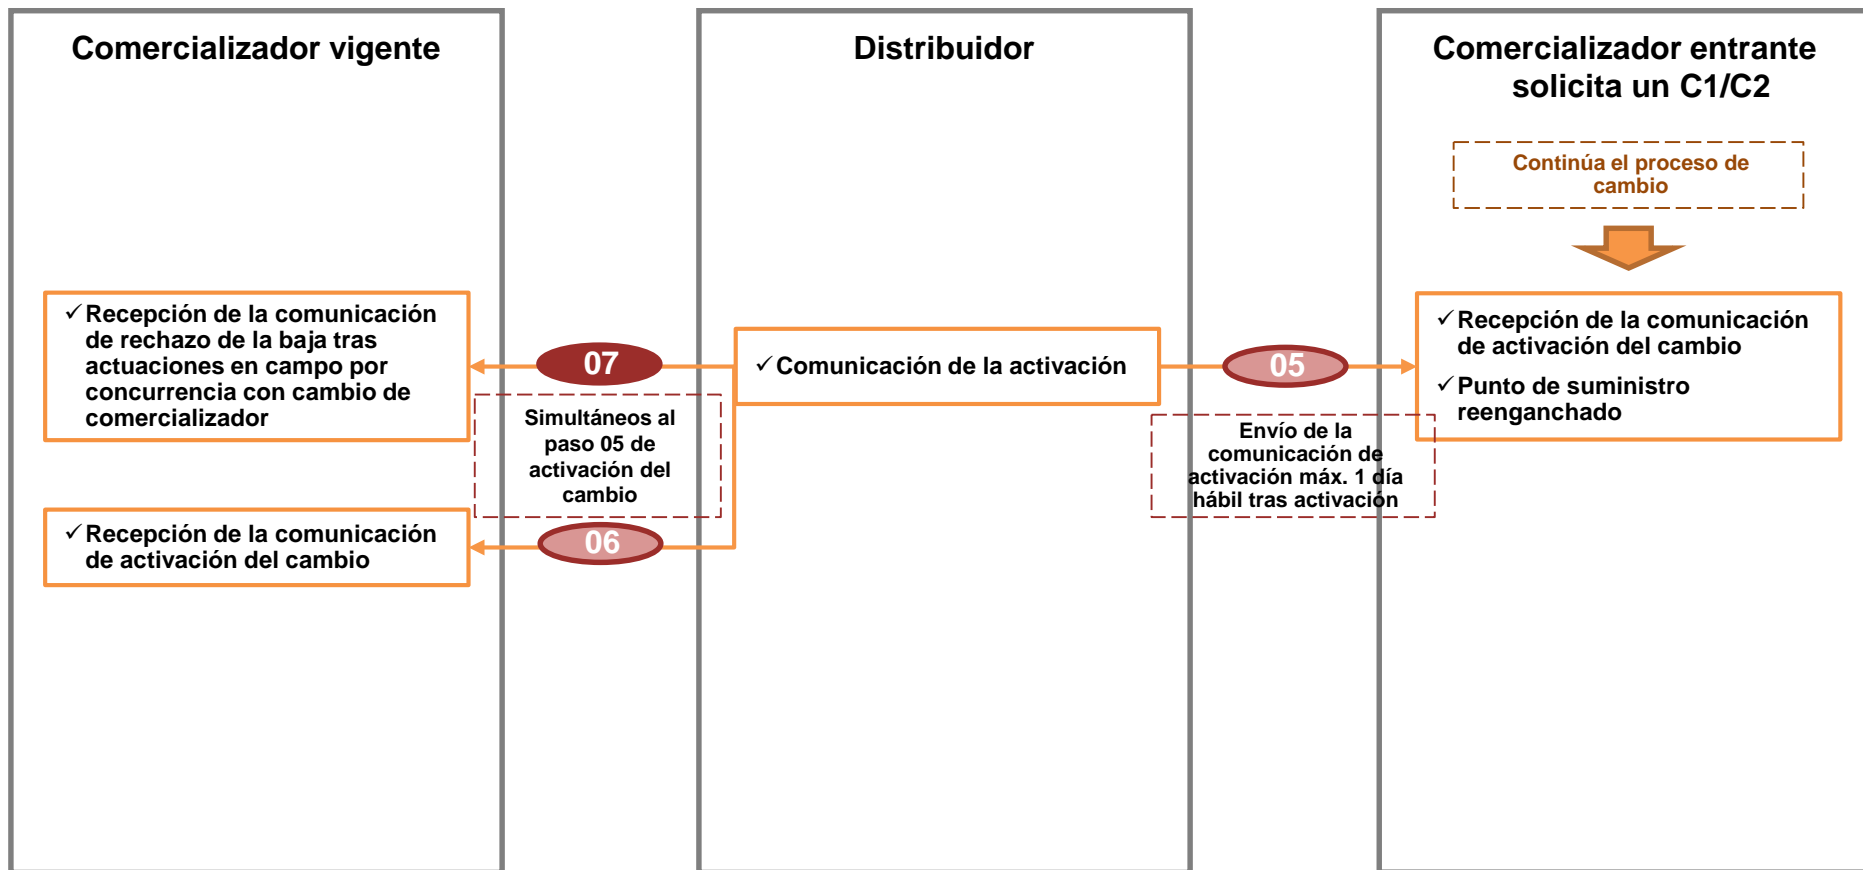 Comercializador vigente
Distribuidor
Comercializador entrante
solicita un C1/C2
Continúa el proceso de
cambio
✓ Recepción de la comunicación
de rechazo de la baja tras
actuaciones en campo por
concurrencia con cambio de
comercializador
07
✓ Comunicación de la activación
05
✓ Recepción de la comunicación
de activación del cambio
✓ Punto de suministro
reenganchado
Simultáneos al
paso 05 de
activación del
cambio
Envío de la
comunicación de
activación máx. 1 día
hábil tras activación
✓ Recepción de la comunicación
de activación del cambio
06